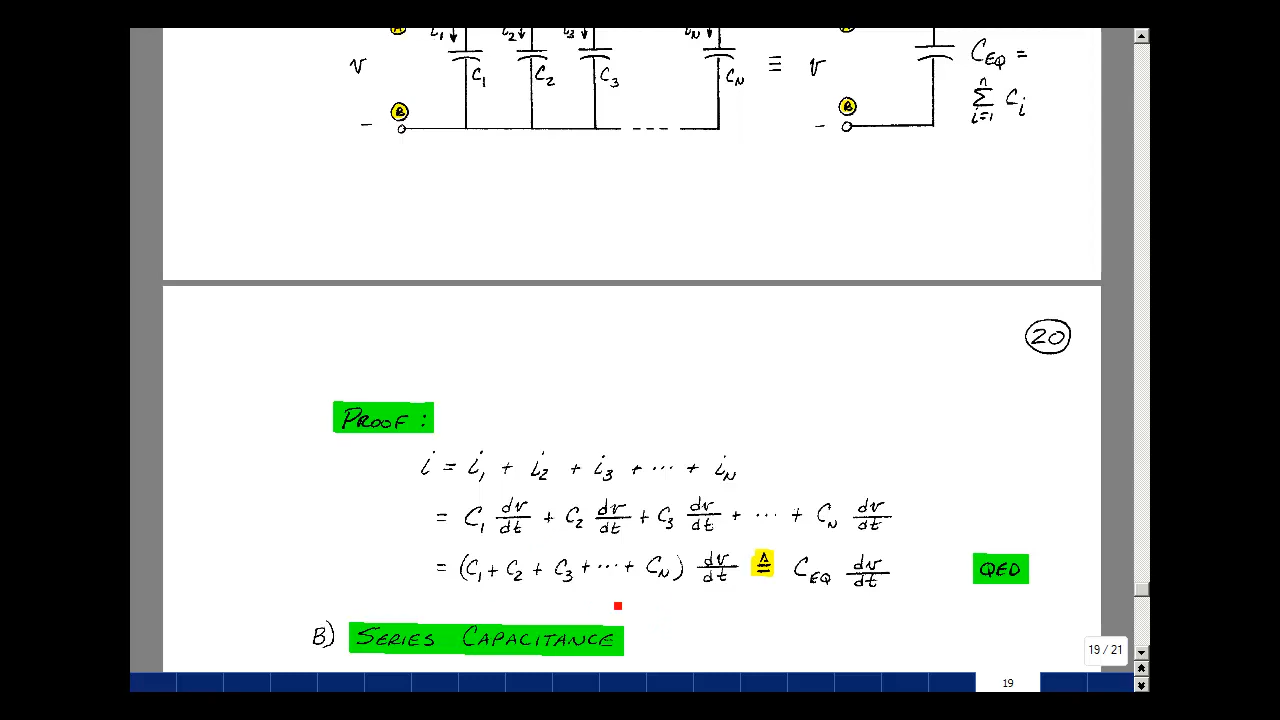 i₁ i₂ i₃ i_N
A
v C₁ C₂ C₃ C_N ≡ v C_EQ =
n
∑ C_i
i=1
B B
− −
20
PROOF :
i = i₁ + i₂ + i₃ + ··· + i_N
= C₁ dv/dt + C₂ dv/dt + C₃ dv/dt + ··· + C_N dv/dt
= (C₁ + C₂ + C₃ + ··· + C_N) dv/dt ≜ C_EQ dv/dt QED
B) SERIES CAPACITANCE
19 / 21
19